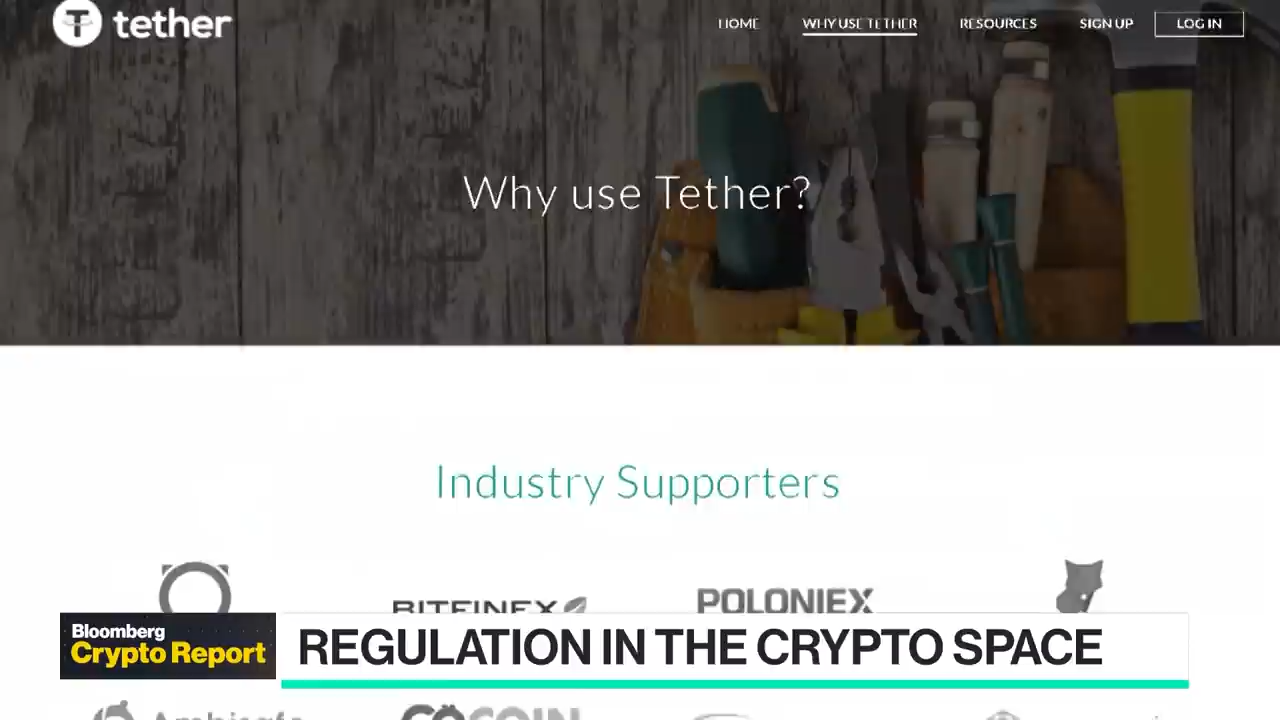 tether
HOME WHY USE TETHER RESOURCES SIGN UP LOG IN
Why use Tether?
Industry Supporters
BITFINEX POLONIEX
Bloomberg
Crypto Report
REGULATION IN THE CRYPTO SPACE